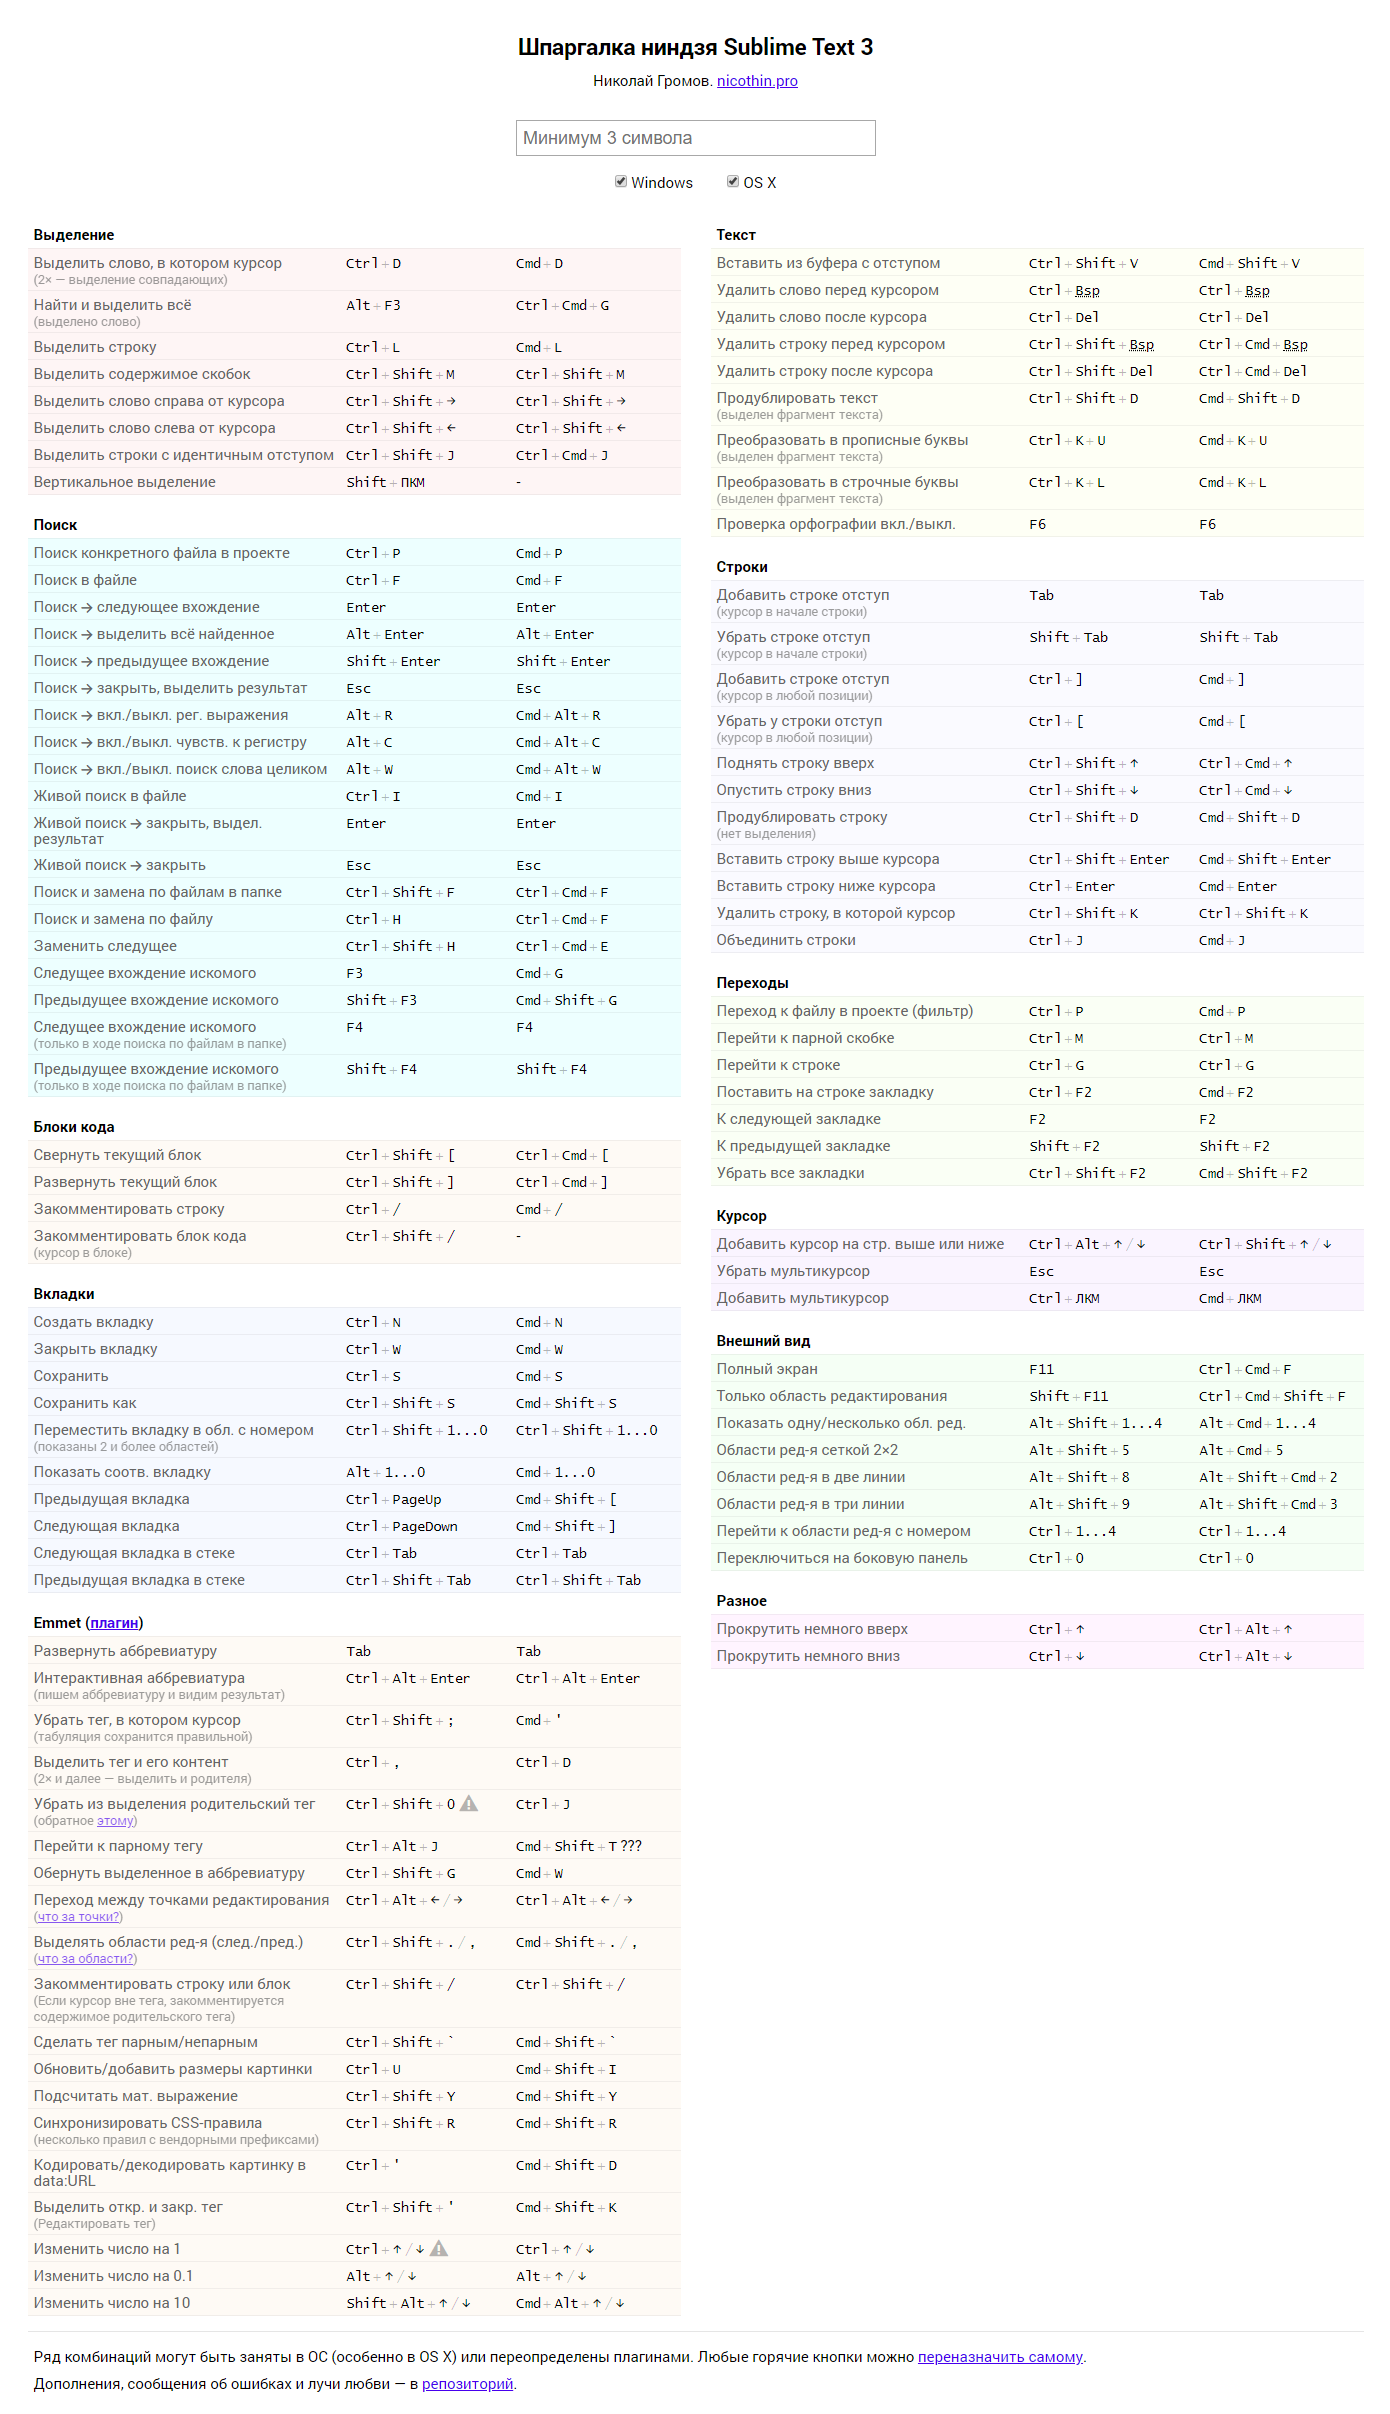 Шпаргалка ниндзя Sublime Text 3
Николай Громов. nicothin.pro
Минимум 3 символа
Windows OS X
Выделение
Выделить слово, в котором курсор Ctrl+D Cmd+D
(2× — выделение совпадающих)
Найти и выделить всё Alt+F3 Ctrl+Cmd+G
(выделено слово)
Выделить строку Ctrl+L Cmd+L
Выделить содержимое скобок Ctrl+Shift+M Ctrl+Shift+M
Выделить слово справа от курсора Ctrl+Shift+→ Ctrl+Shift+→
Выделить слово слева от курсора Ctrl+Shift+← Ctrl+Shift+←
Выделить строки с идентичным отступом Ctrl+Shift+J Ctrl+Cmd+J
Вертикальное выделение Shift+ПКМ -
Поиск
Поиск конкретного файла в проекте Ctrl+P Cmd+P
Поиск в файле Ctrl+F Cmd+F
Поиск → следующее вхождение Enter Enter
Поиск → выделить всё найденное Alt+Enter Alt+Enter
Поиск → предыдущее вхождение Shift+Enter Shift+Enter
Поиск → закрыть, выделить результат Esc Esc
Поиск → вкл./выкл. рег. выражения Alt+R Cmd+Alt+R
Поиск → вкл./выкл. чувств. к регистру Alt+C Cmd+Alt+C
Поиск → вкл./выкл. поиск слова целиком Alt+W Cmd+Alt+W
Живой поиск в файле Ctrl+I Cmd+I
Живой поиск → закрыть, выдел. Enter Enter
результат
Живой поиск → закрыть Esc Esc
Поиск и замена по файлам в папке Ctrl+Shift+F Ctrl+Cmd+F
Поиск и замена по файлу Ctrl+H Ctrl+Cmd+F
Заменить следущее Ctrl+Shift+H Ctrl+Cmd+E
Следущее вхождение искомого F3 Cmd+G
Предыдущее вхождение искомого Shift+F3 Cmd+Shift+G
Следущее вхождение искомого F4 F4
(только в ходе поиска по файлам в папке)
Предыдущее вхождение искомого Shift+F4 Shift+F4
(только в ходе поиска по файлам в папке)
Блоки кода
Свернуть текущий блок Ctrl+Shift+[ Ctrl+Cmd+[
Развернуть текущий блок Ctrl+Shift+] Ctrl+Cmd+]
Закомментировать строку Ctrl+/ Cmd+/
Закомментировать блок кода Ctrl+Shift+/ -
(курсор в блоке)
Вкладки
Создать вкладку Ctrl+N Cmd+N
Закрыть вкладку Ctrl+W Cmd+W
Сохранить Ctrl+S Cmd+S
Сохранить как Ctrl+Shift+S Cmd+Shift+S
Переместить вкладку в обл. с номером Ctrl+Shift+1...0 Ctrl+Shift+1...0
(показаны 2 и более областей)
Показать соотв. вкладку Alt+1...0 Cmd+1...0
Предыдущая вкладка Ctrl+PageUp Cmd+Shift+[
Следующая вкладка Ctrl+PageDown Cmd+Shift+]
Следующая вкладка в стеке Ctrl+Tab Ctrl+Tab
Предыдущая вкладка в стеке Ctrl+Shift+Tab Ctrl+Shift+Tab
Emmet (плагин)
Развернуть аббревиатуру Tab Tab
Интерактивная аббревиатура Ctrl+Alt+Enter Ctrl+Alt+Enter
(пишем аббревиатуру и видим результат)
Убрать тег, в котором курсор Ctrl+Shift+; Cmd+'
(табуляция сохранится правильной)
Выделить тег и его контент Ctrl+, Ctrl+D
(2× и далее — выделить и родителя)
Убрать из выделения родительский тег Ctrl+Shift+0 Ctrl+J
(обратное этому)
Перейти к парному тегу Ctrl+Alt+J Cmd+Shift+T ???
Обернуть выделенное в аббревиатуру Ctrl+Shift+G Cmd+W
Переход между точками редактирования Ctrl+Alt+←/→ Ctrl+Alt+←/→
(что за точки?)
Выделять области ред-я (след./пред.) Ctrl+Shift+./, Cmd+Shift+./,
(что за области?)
Закомментировать строку или блок Ctrl+Shift+/ Ctrl+Shift+/
(Если курсор вне тега, закомментируется
содержимое родительского тега)
Сделать тег парным/непарным Ctrl+Shift+` Cmd+Shift+`
Обновить/добавить размеры картинки Ctrl+U Cmd+Shift+I
Подсчитать мат. выражение Ctrl+Shift+Y Cmd+Shift+Y
Синхронизировать CSS-правила Ctrl+Shift+R Cmd+Shift+R
(несколько правил с вендорными префиксами)
Кодировать/декодировать картинку в Ctrl+' Cmd+Shift+D
data:URL
Выделить откр. и закр. тег Ctrl+Shift+' Cmd+Shift+K
(Редактировать тег)
Изменить число на 1 Ctrl+↑/↓ Ctrl+↑/↓
Изменить число на 0.1 Alt+↑/↓ Alt+↑/↓
Изменить число на 10 Shift+Alt+↑/↓ Cmd+Alt+↑/↓
Текст
Вставить из буфера с отступом Ctrl+Shift+V Cmd+Shift+V
Удалить слово перед курсором Ctrl+Bsp Ctrl+Bsp
Удалить слово после курсора Ctrl+Del Ctrl+Del
Удалить строку перед курсором Ctrl+Shift+Bsp Ctrl+Cmd+Bsp
Удалить строку после курсора Ctrl+Shift+Del Ctrl+Cmd+Del
Продублировать текст Ctrl+Shift+D Cmd+Shift+D
(выделен фрагмент текста)
Преобразовать в прописные буквы Ctrl+K+U Cmd+K+U
(выделен фрагмент текста)
Преобразовать в строчные буквы Ctrl+K+L Cmd+K+L
(выделен фрагмент текста)
Проверка орфографии вкл./выкл. F6 F6
Строки
Добавить строке отступ Tab Tab
(курсор в начале строки)
Убрать строке отступ Shift+Tab Shift+Tab
(курсор в начале строки)
Добавить строке отступ Ctrl+] Cmd+]
(курсор в любой позиции)
Убрать у строки отступ Ctrl+[ Cmd+[
(курсор в любой позиции)
Поднять строку вверх Ctrl+Shift+↑ Ctrl+Cmd+↑
Опустить строку вниз Ctrl+Shift+↓ Ctrl+Cmd+↓
Продублировать строку Ctrl+Shift+D Cmd+Shift+D
(нет выделения)
Вставить строку выше курсора Ctrl+Shift+Enter Cmd+Shift+Enter
Вставить строку ниже курсора Ctrl+Enter Cmd+Enter
Удалить строку, в которой курсор Ctrl+Shift+K Ctrl+Shift+K
Объединить строки Ctrl+J Cmd+J
Переходы
Переход к файлу в проекте (фильтр) Ctrl+P Cmd+P
Перейти к парной скобке Ctrl+M Ctrl+M
Перейти к строке Ctrl+G Ctrl+G
Поставить на строке закладку Ctrl+F2 Cmd+F2
К следующей закладке F2 F2
К предыдущей закладке Shift+F2 Shift+F2
Убрать все закладки Ctrl+Shift+F2 Cmd+Shift+F2
Курсор
Добавить курсор на стр. выше или ниже Ctrl+Alt+↑/↓ Ctrl+Shift+↑/↓
Убрать мультикурсор Esc Esc
Добавить мультикурсор Ctrl+ЛКМ Cmd+ЛКМ
Внешний вид
Полный экран F11 Ctrl+Cmd+F
Только область редактирования Shift+F11 Ctrl+Cmd+Shift+F
Показать одну/несколько обл. ред. Alt+Shift+1...4 Alt+Cmd+1...4
Области ред-я сеткой 2×2 Alt+Shift+5 Alt+Cmd+5
Области ред-я в две линии Alt+Shift+8 Alt+Shift+Cmd+2
Области ред-я в три линии Alt+Shift+9 Alt+Shift+Cmd+3
Перейти к области ред-я с номером Ctrl+1...4 Ctrl+1...4
Переключиться на боковую панель Ctrl+0 Ctrl+0
Разное
Прокрутить немного вверх Ctrl+↑ Ctrl+Alt+↑
Прокрутить немного вниз Ctrl+↓ Ctrl+Alt+↓
Ряд комбинаций могут быть заняты в ОС (особенно в OS X) или переопределены плагинами. Любые горячие кнопки можно переназначить самому.
Дополнения, сообщения об ошибках и лучи любви — в репозиторий.